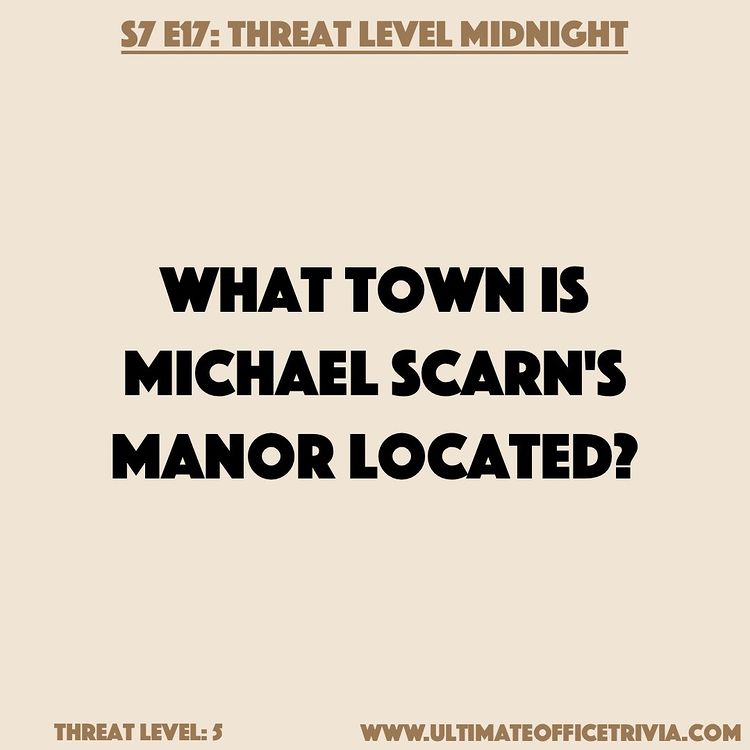 S7 E17: THREAT LEVEL MIDNIGHT
WHAT TOWN IS
MICHAEL SCARN'S
MANOR LOCATED?
THREAT LEVEL: 5
WWW.ULTIMATEOFFICETRIVIA.COM